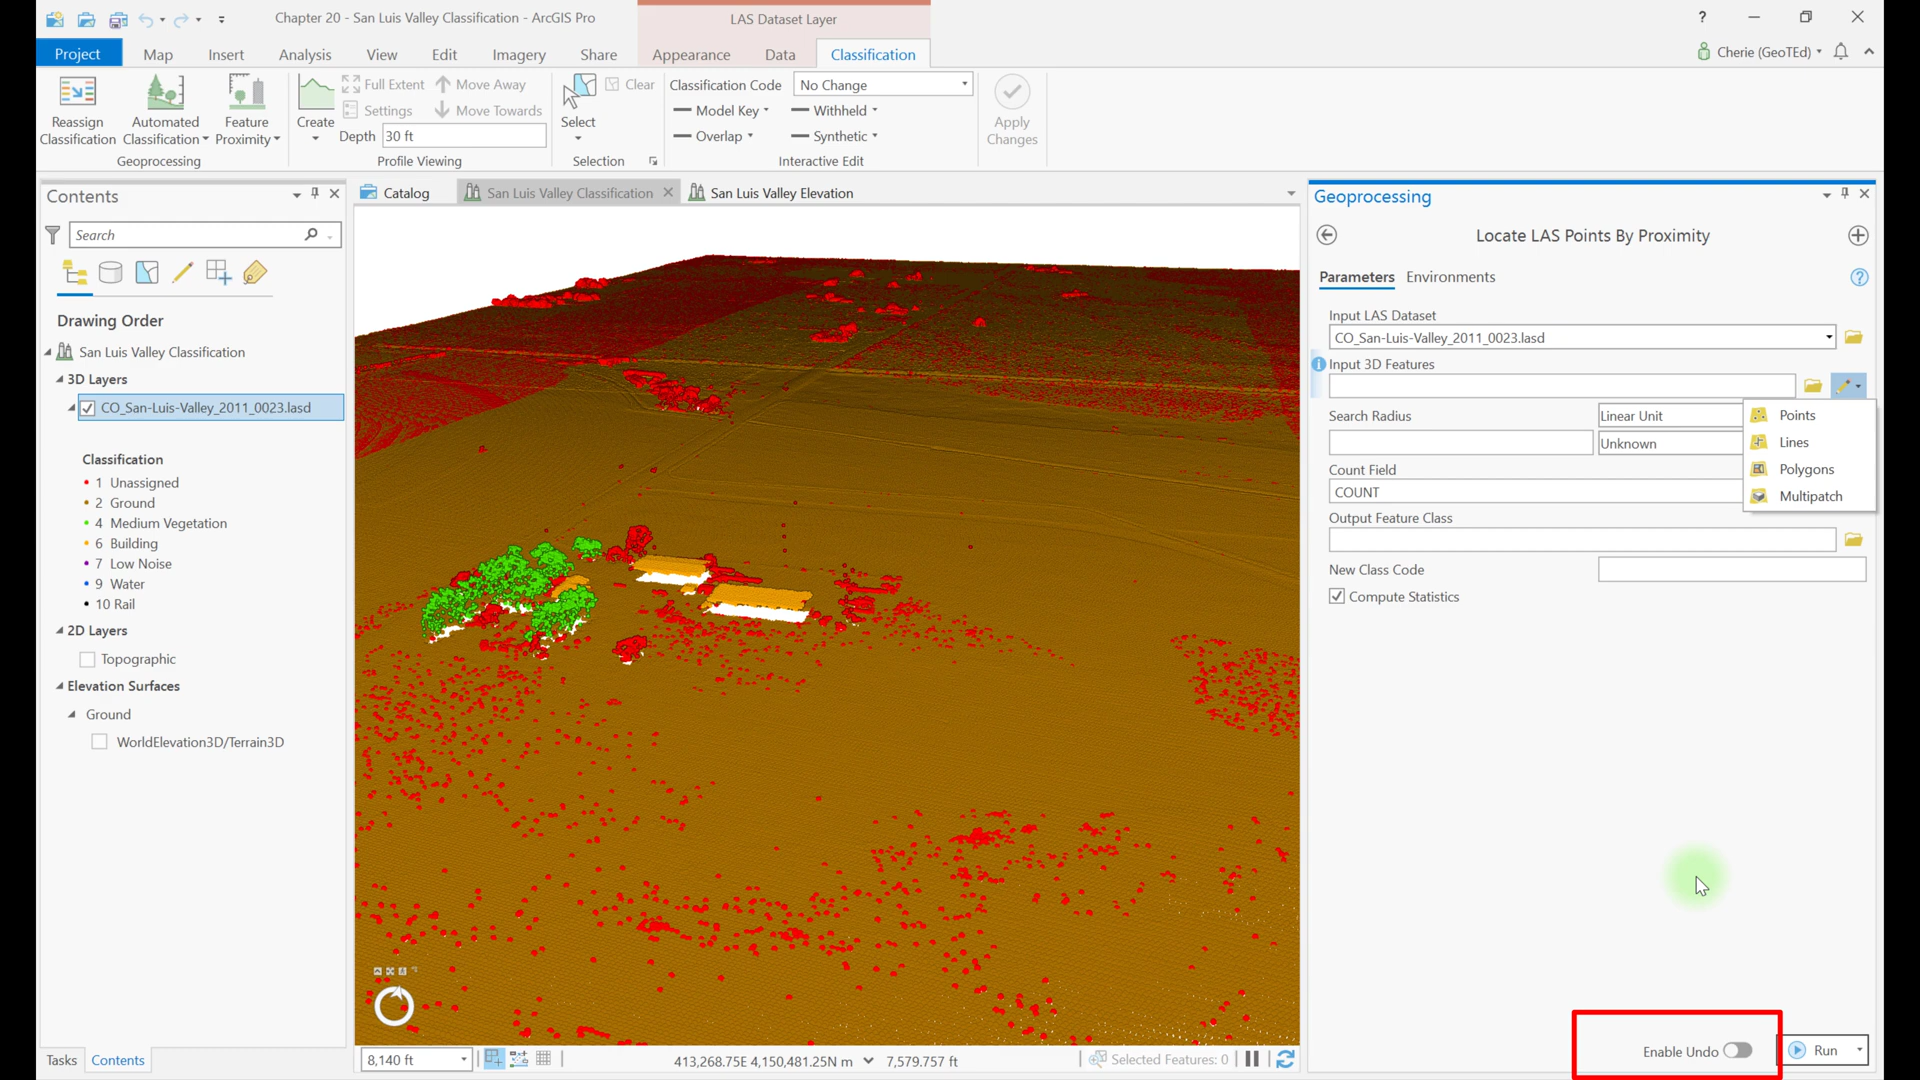 Chapter 20 - San Luis Valley Classification - ArcGIS Pro
LAS Dataset Layer
?
Project
Map
Insert
Analysis
View
Edit
Imagery
Share
Appearance
Data
Classification
Cherie (GeoTEd)
Reassign
Classification
Automated
Classification
Feature
Proximity
Geoprocessing
Create
Full Extent
Move Away
Settings
Move Towards
Depth
30 ft
Profile Viewing
Select
Clear
Selection
Classification Code
No Change
Model Key
Withheld
Overlap
Synthetic
Interactive Edit
Apply
Changes
Contents
Search
Drawing Order
San Luis Valley Classification
3D Layers
CO_San-Luis-Valley_2011_0023.lasd
Classification
1 Unassigned
2 Ground
4 Medium Vegetation
6 Building
7 Low Noise
9 Water
10 Rail
2D Layers
Topographic
Elevation Surfaces
Ground
WorldElevation3D/Terrain3D
Tasks
Contents
Catalog
San Luis Valley Classification
San Luis Valley Elevation
8,140 ft
413,268.75E 4,150,481.25N m
7,579.757 ft
Selected Features: 0
Geoprocessing
Locate LAS Points By Proximity
Parameters
Environments
?
Input LAS Dataset
CO_San-Luis-Valley_2011_0023.lasd
Input 3D Features
Search Radius
Linear Unit
Unknown
Points
Lines
Polygons
Multipatch
Count Field
COUNT
Output Feature Class
New Class Code
Compute Statistics
Enable Undo
Run